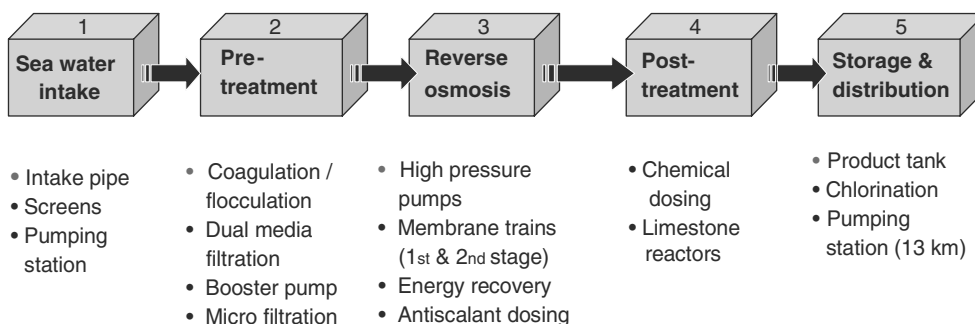 1
Sea water
intake
2
Pre-
treatment
3
Reverse
osmosis
4
Post-
treatment
5
Storage &
distribution
• Intake pipe
• Screens
• Pumping
station
• Coagulation /
flocculation
• Dual media
filtration
• Booster pump
• Micro filtration
• High pressure
pumps
• Membrane trains
(1st & 2nd stage)
• Energy recovery
• Antiscalant dosing
• Chemical
dosing
• Limestone
reactors
• Product tank
• Chlorination
• Pumping
station (13 km)